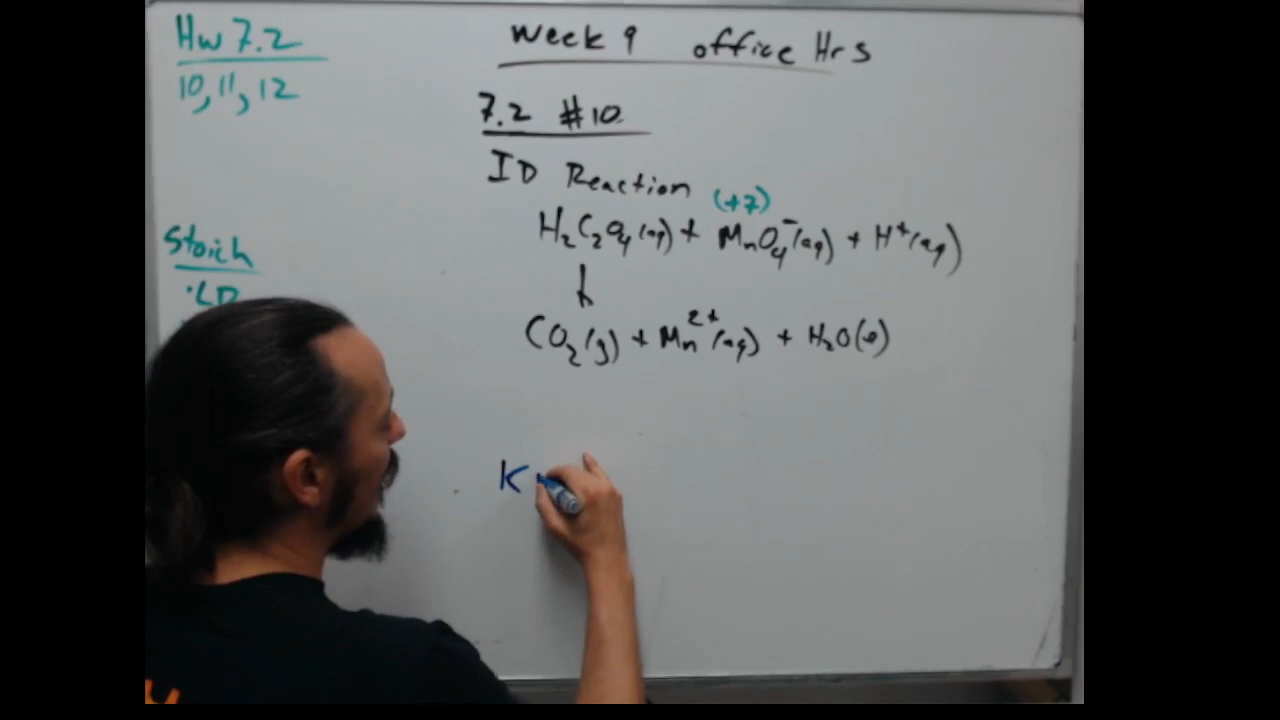 Hw 7.2
10, 11, 12
Stoich
· LD
Week 9 office Hrs
7.2 #10
ID Reaction
(+7)
H₂C₂O₄(aq) + MnO₄⁻(aq) + H⁺(aq)
↓
CO₂(g) + Mn²⁺(aq) + H₂O(l)
K